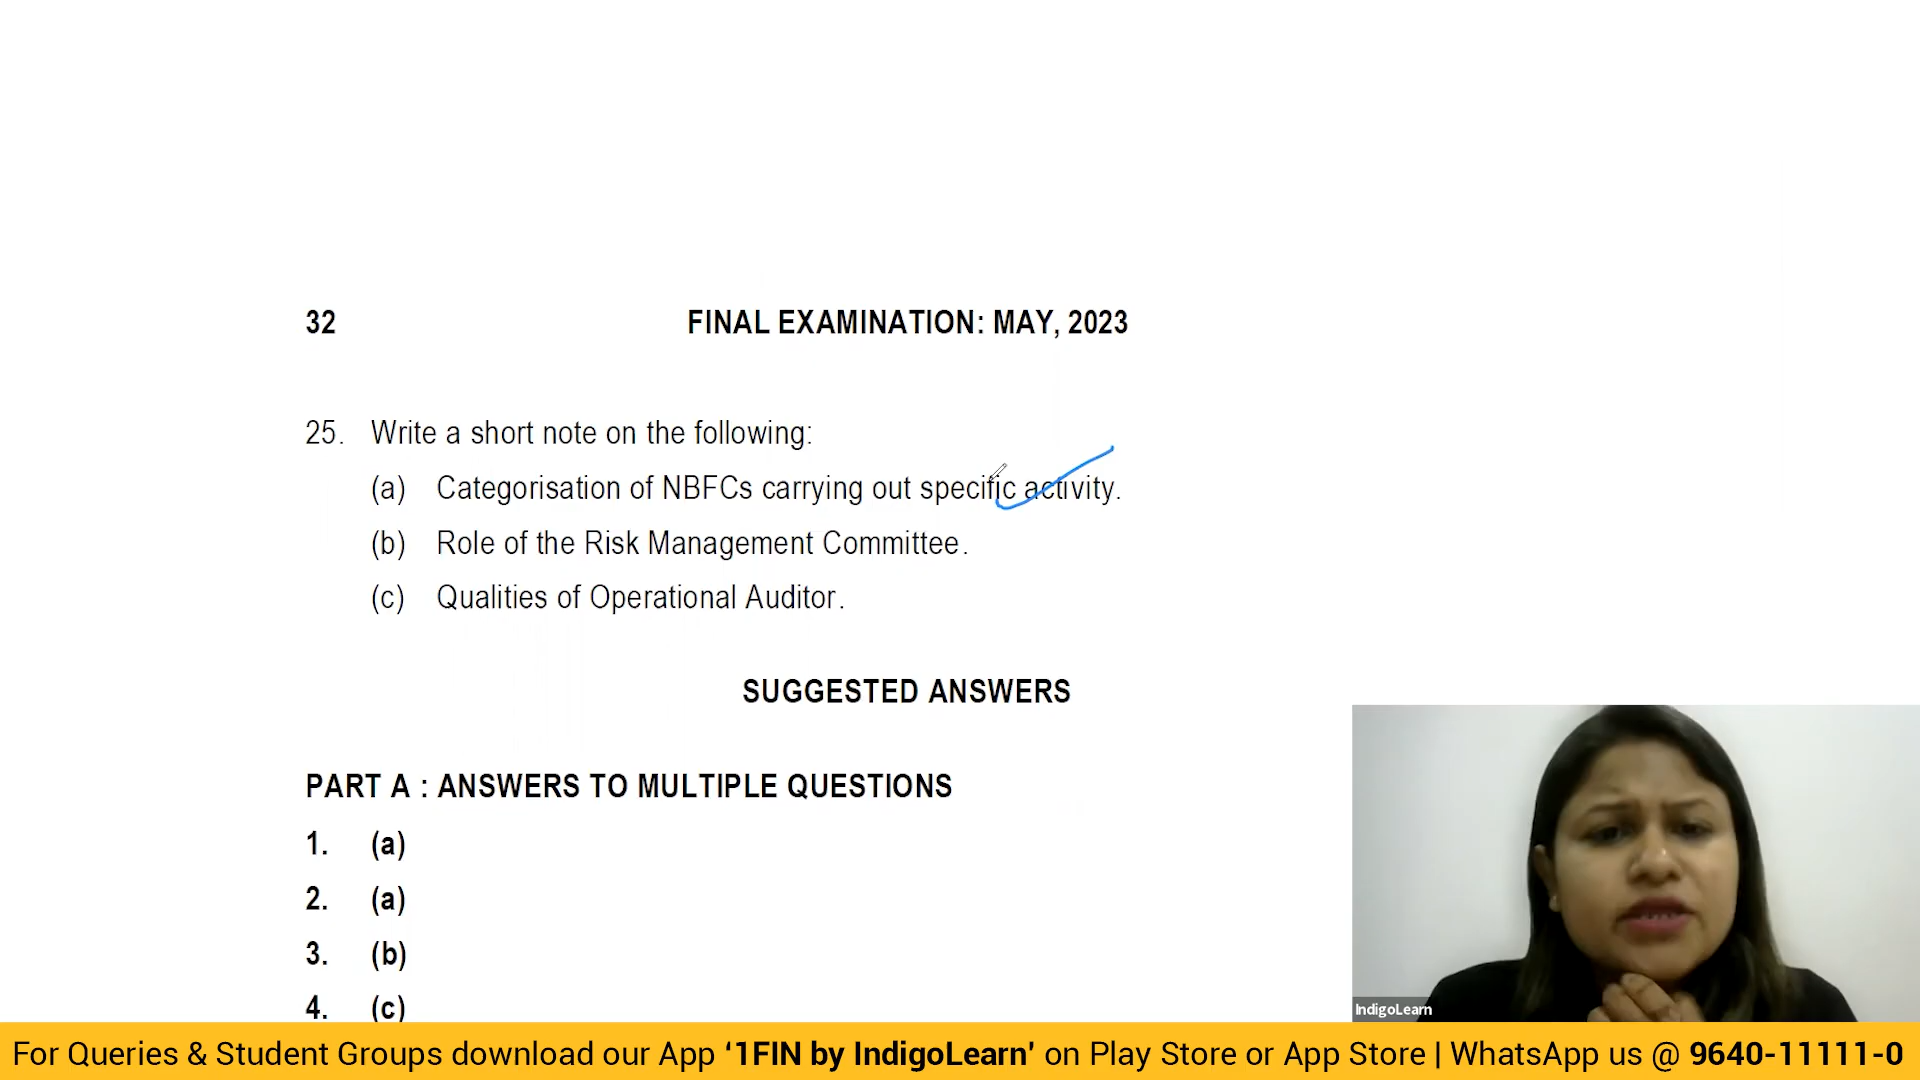 32 FINAL EXAMINATION: MAY, 2023
25. Write a short note on the following:
(a) Categorisation of NBFCs carrying out specific activity.
(b) Role of the Risk Management Committee.
(c) Qualities of Operational Auditor.
SUGGESTED ANSWERS
PART A : ANSWERS TO MULTIPLE QUESTIONS
1. (a)
2. (a)
3. (b)
4. (c)
IndigoLearn
For Queries & Student Groups download our App ‘1FIN by IndigoLearn’ on Play Store or App Store | WhatsApp us @ 9640-11111-0